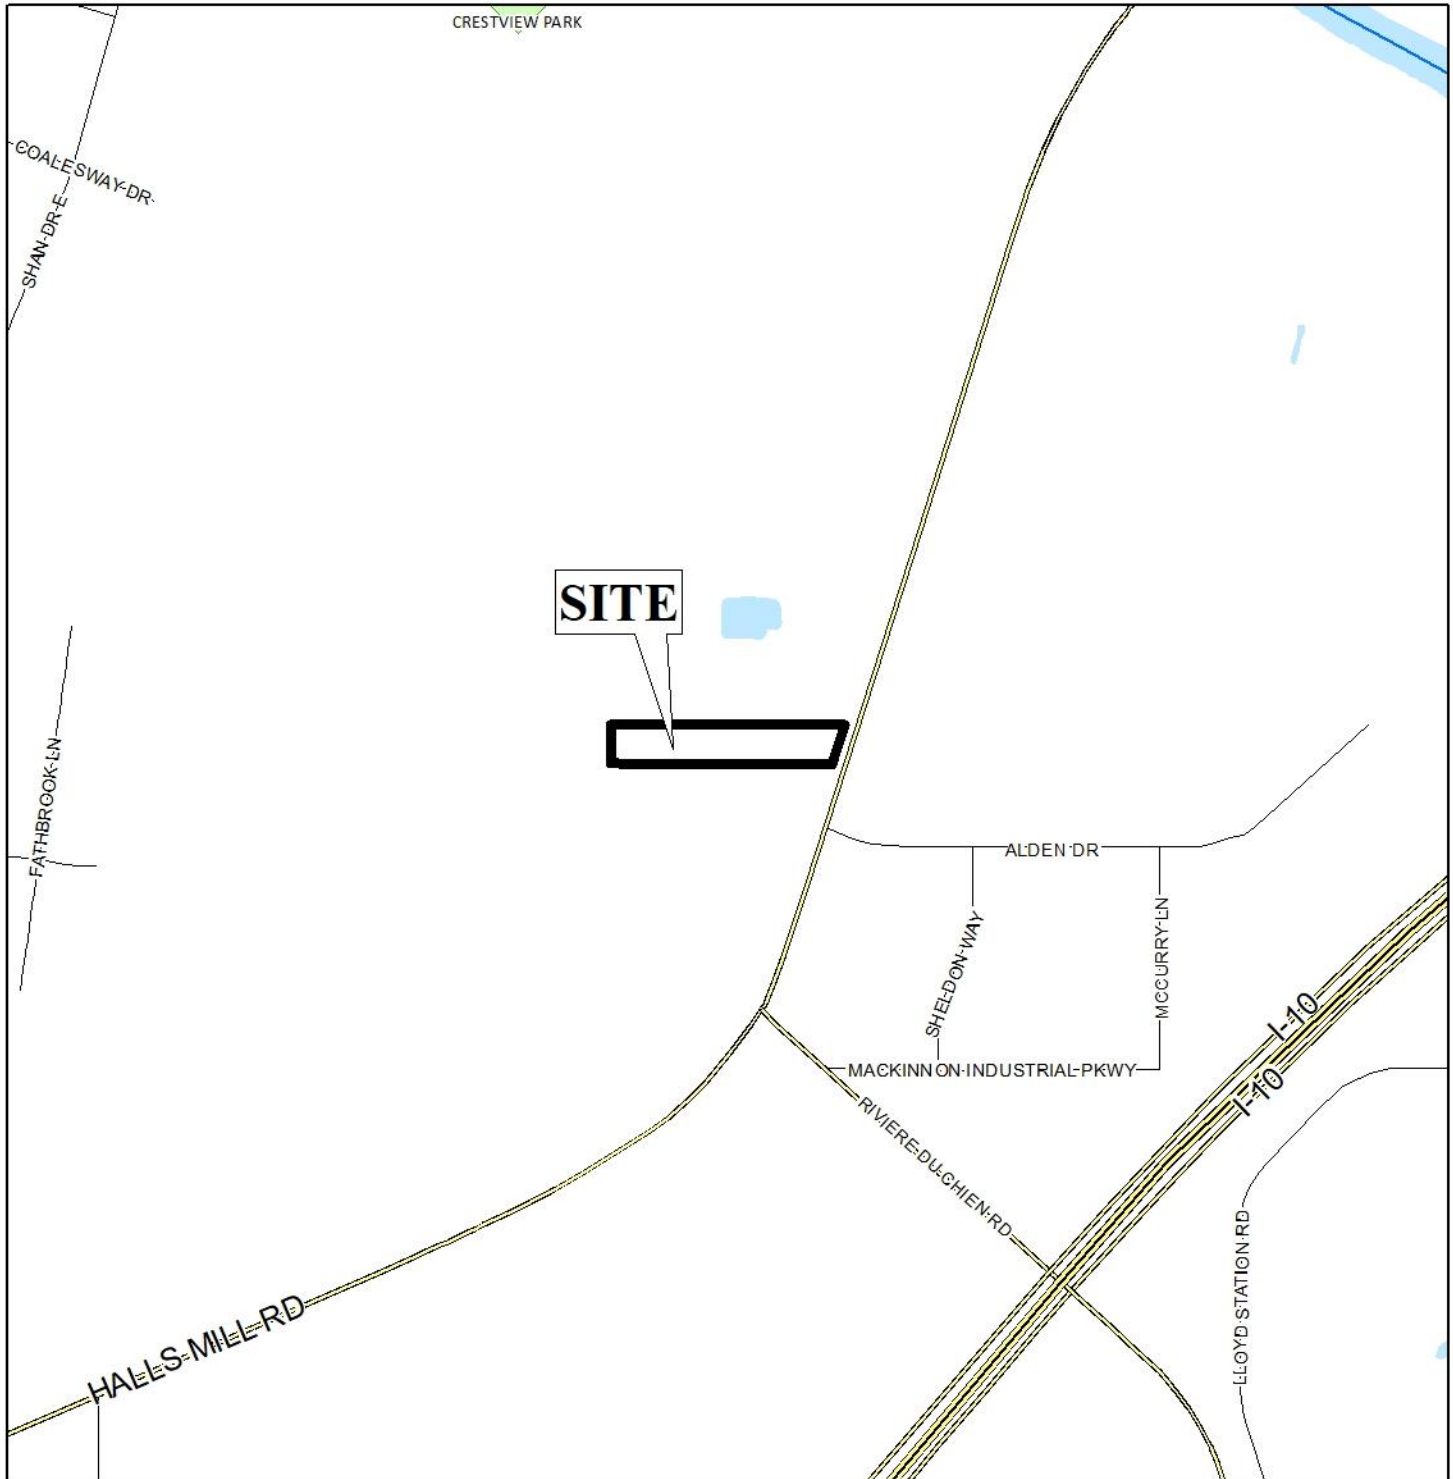 CRESTVIEW PARK
COALESWAY DR
SHAN DR E
SITE
FATHBROOK LN
ALDEN DR
SHELDON WAY
MCCURRY LN
I-10
I-10
MACKINNON INDUSTRIAL PKWY
RIVIERE DU CHIEN RD
LLOYD STATION RD
HALLS MILL RD